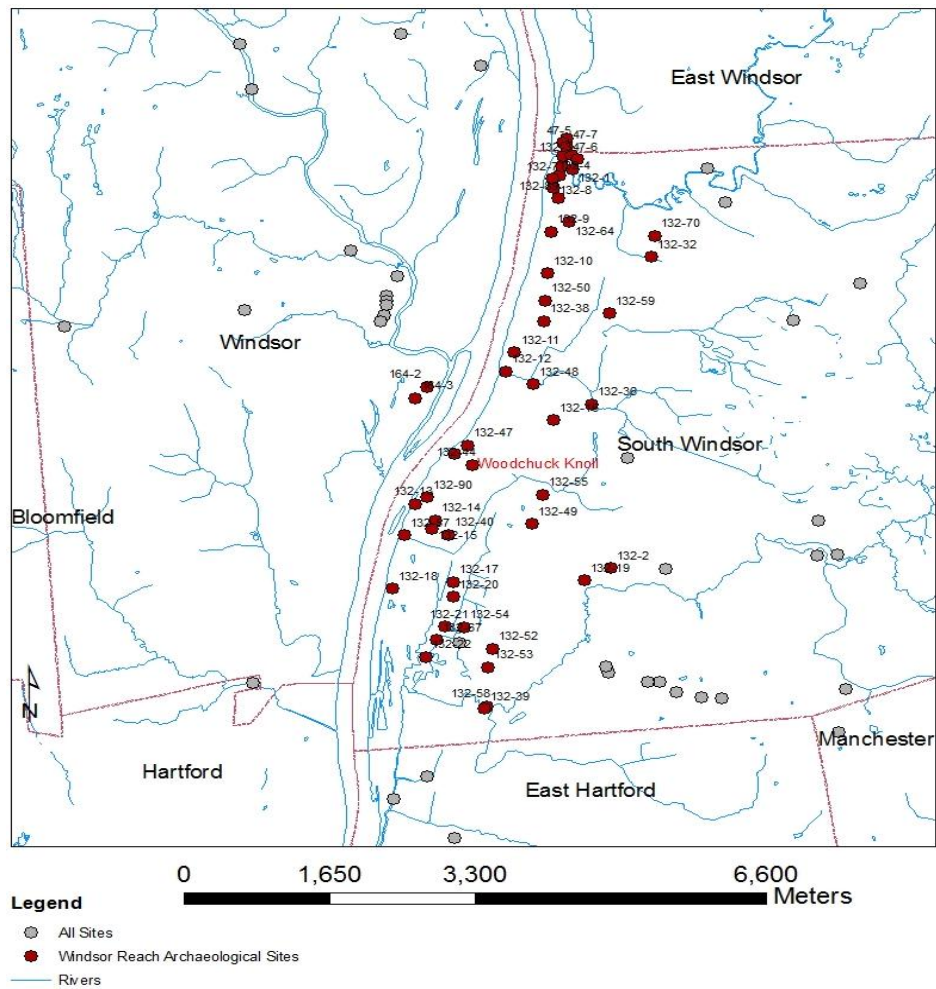 East Windsor
47-5
47-7
47-6
132-1
132-8
132-64
132-70
132-32
132-10
132-50
132-38
132-59
132-11
132-12
Windsor
132-48
164-2
132-36
South Windsor
132-47
Woodchuck Knoll
132-55
132-90
132-14
Bloomfield
132-40
132-49
132-2
132-17
132-18
132-20
132-21
132-54
132-52
132-53
132-58
132-39
N
Manchester
Hartford
East Hartford
0 1,650 3,300 6,600
Meters
Legend
All Sites
Windsor Reach Archaeological Sites
Rivers